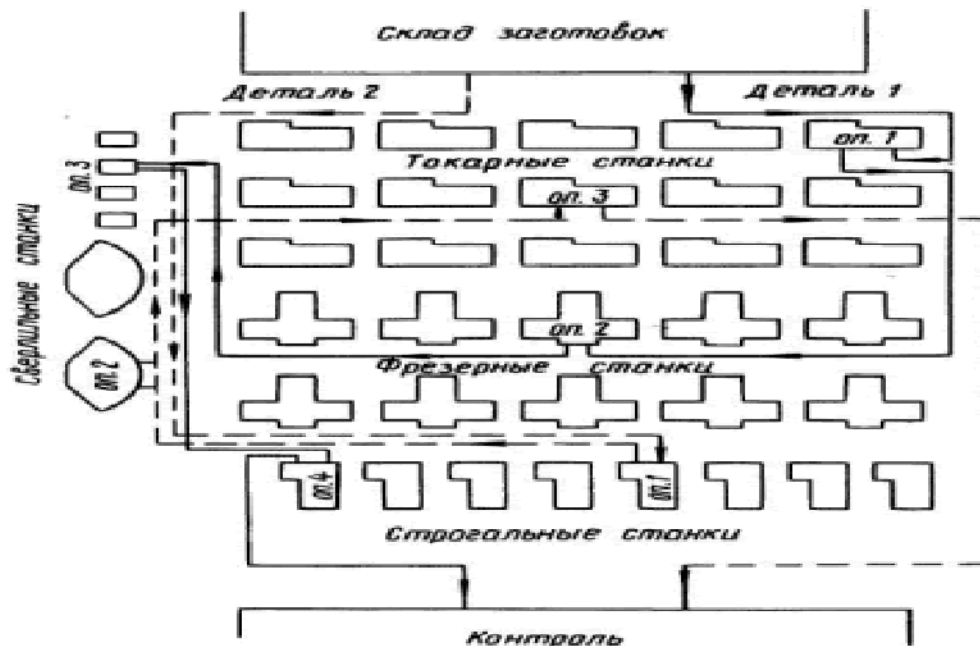 Склад заготовок
Деталь 2
Деталь 1
оп. 1
Токарные станки
оп. 3
оп. 3
Сверлильные станки
оп. 2
Фрезерные станки
оп. 2
оп. 4
оп. 1
Строгальные станки
Контроль